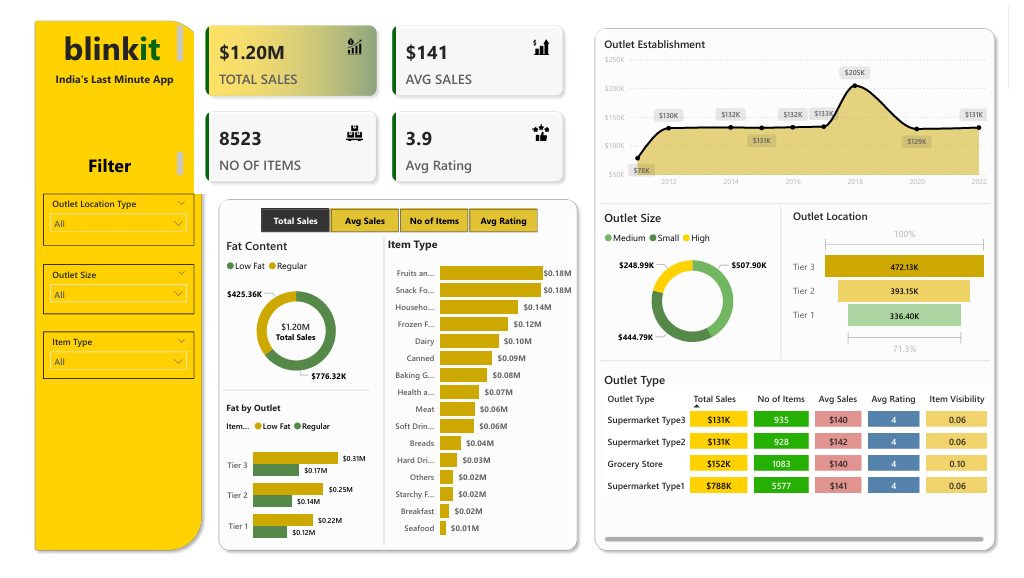 blinkit
India's Last Minute App
Filter
Outlet Location Type
All
Outlet Size
All
Item Type
All
$1.20M
TOTAL SALES
$141
AVG SALES
8523
NO OF ITEMS
3.9
Avg Rating
Total Sales Avg Sales No of Items Avg Rating
Fat Content
Low Fat Regular
$425.36K
$1.20M
Total Sales
$776.32K
Fat by Outlet
Item... Low Fat Regular
Tier 3 $0.31M
$0.17M
Tier 2 $0.25M
$0.14M
Tier 1 $0.22M
$0.12M
Item Type
Fruits an... $0.18M
Snack Fo... $0.18M
Househo... $0.14M
Frozen F... $0.12M
Dairy $0.10M
Canned $0.09M
Baking G... $0.08M
Health a... $0.07M
Meat $0.06M
Soft Drin... $0.06M
Breads $0.04M
Hard Dri... $0.03M
Others $0.02M
Starchy F... $0.02M
Breakfast $0.02M
Seafood $0.01M
Outlet Establishment
$250K
$200K
$150K
$100K
$50K
$78K
$130K
$132K
$131K
$132K
$133K
$205K
$129K
$131K
2012 2014 2016 2018 2020 2022
Outlet Size
Medium Small High
$248.99K
$507.90K
$444.79K
Outlet Location
100%
Tier 3 472.13K
Tier 2 393.15K
Tier 1 336.40K
71.3%
Outlet Type
Outlet Type Total Sales No of Items Avg Sales Avg Rating Item Visibility
Supermarket Type3 $131K 935 $140 4 0.06
Supermarket Type2 $131K 928 $142 4 0.06
Grocery Store $152K 1083 $140 4 0.10
Supermarket Type1 $788K 5577 $141 4 0.06